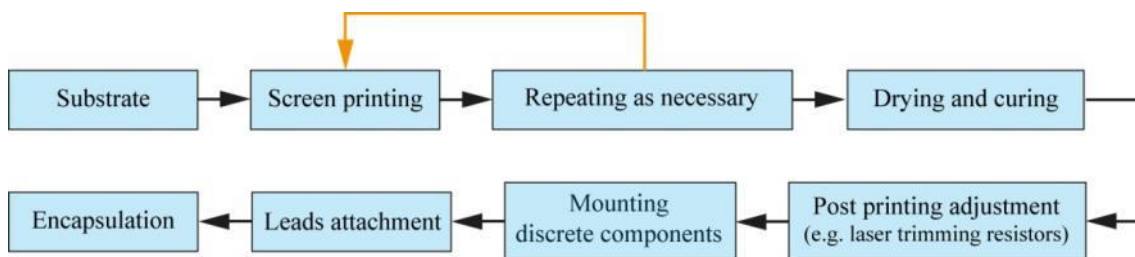 Substrate
Screen printing
Repeating as necessary
Drying and curing
Post printing adjustment
(e.g. laser trimming resistors)
Mounting
discrete components
Leads attachment
Encapsulation